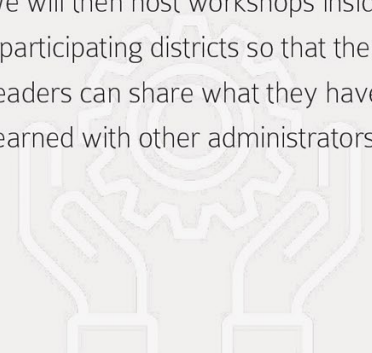 we will then host workshops insid
participating districts so that the
eaders can share what they have
earned with other administrators